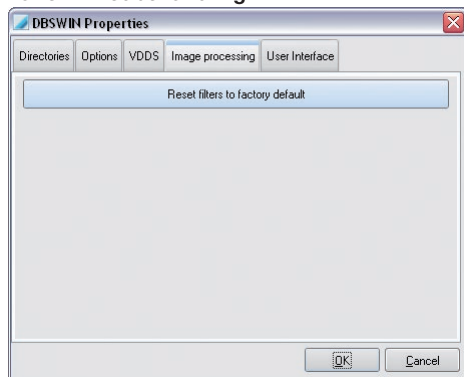 DBSWIN Properties
Directories Options VDDS Image processing User Interface
Reset filters to factory default
OK Cancel